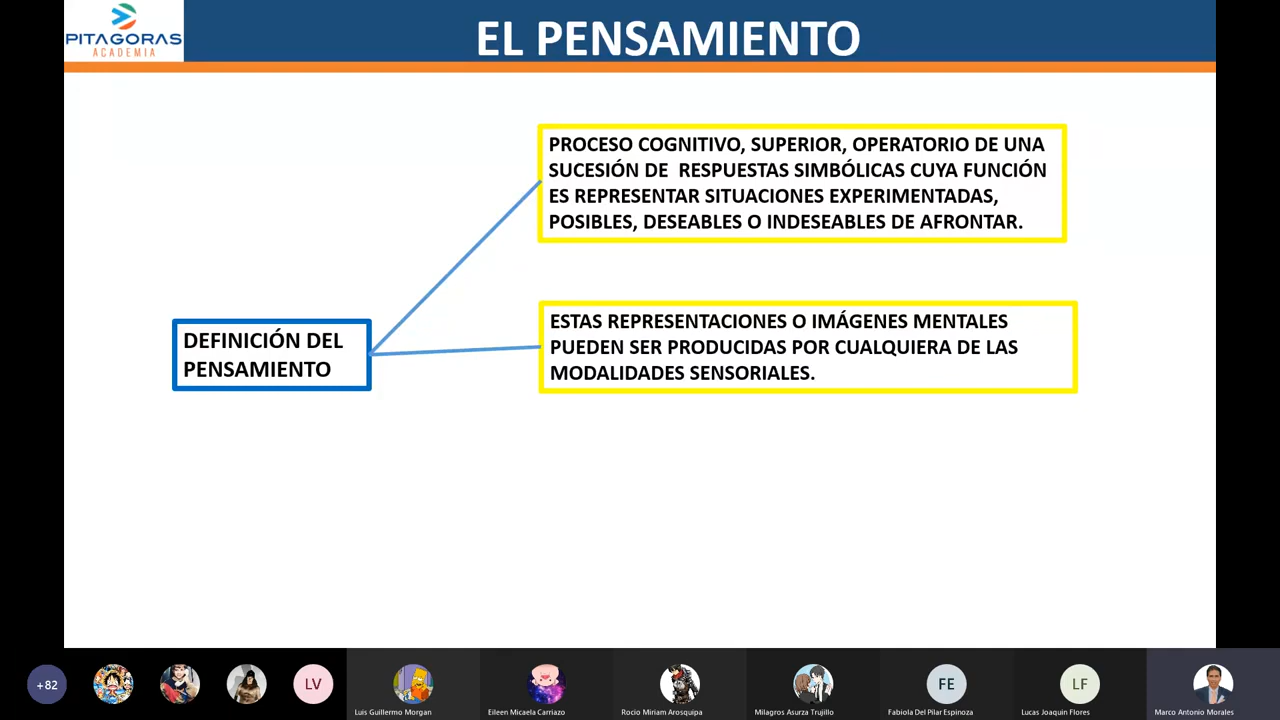 PITAGORAS
ACADEMIA
EL PENSAMIENTO
PROCESO COGNITIVO, SUPERIOR, OPERATORIO DE UNA
SUCESIÓN DE RESPUESTAS SIMBÓLICAS CUYA FUNCIÓN
ES REPRESENTAR SITUACIONES EXPERIMENTADAS,
POSIBLES, DESEABLES O INDESEABLES DE AFRONTAR.
DEFINICIÓN DEL
PENSAMIENTO
ESTAS REPRESENTACIONES O IMÁGENES MENTALES
PUEDEN SER PRODUCIDAS POR CUALQUIERA DE LAS
MODALIDADES SENSORIALES.
+82
LV
FE
LF
Luis Guillermo Morgan
Eileen Micaela Carriazo
Rocio Miriam Arosquipa
Milagros Asurza Trujillo
Fabiola Del Pilar Espinoza
Lucas Joaquin Flores
Marco Antonio Morales